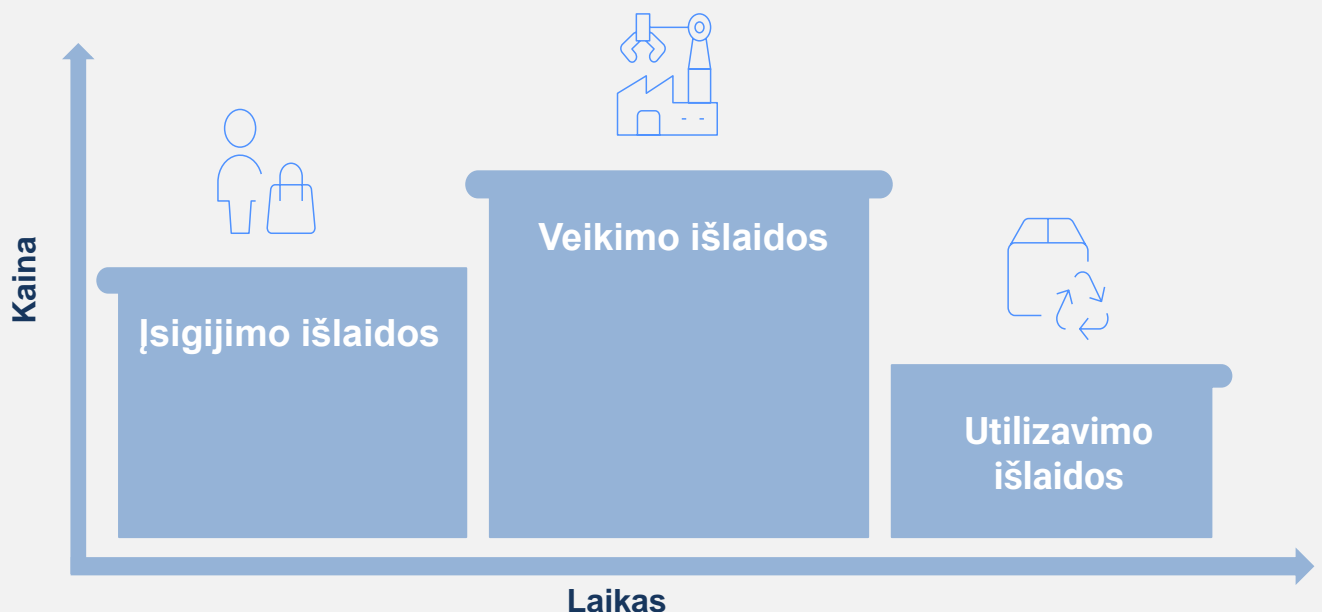 Kaina
Įsigijimo išlaidos
Veikimo išlaidos
Utilizavimo
išlaidos
Laikas